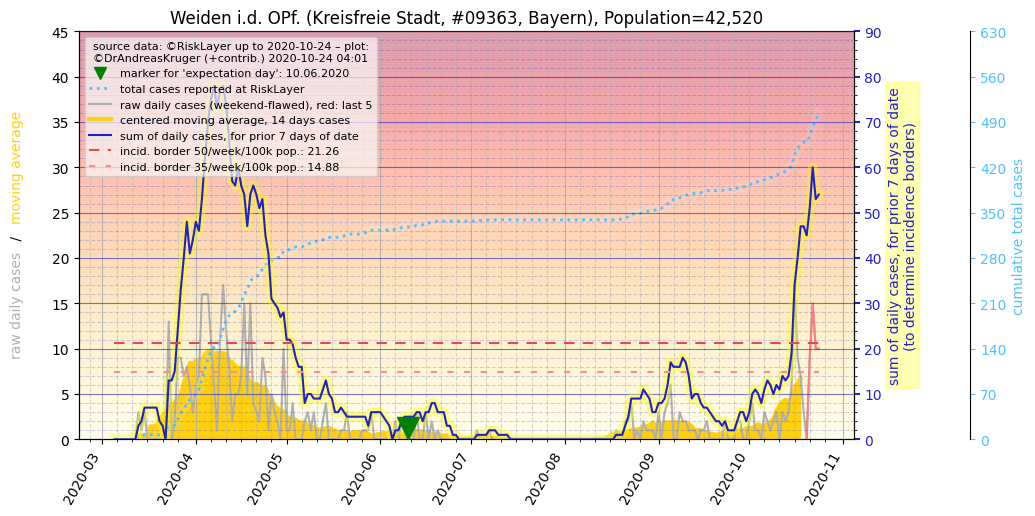 Weiden i.d. OPf. (Kreisfreie Stadt, #09363, Bayern), Population=42,520
source data: ©RiskLayer up to 2020-10-24 – plot:
©DrAndreasKruger (+contrib.) 2020-10-24 04:01
marker for 'expectation day': 10.06.2020
total cases reported at RiskLayer
raw daily cases (weekend-flawed), red: last 5
centered moving average, 14 days cases
sum of daily cases, for prior 7 days of date
incid. border 50/week/100k pop.: 21.26
incid. border 35/week/100k pop.: 14.88
raw daily cases / moving average
45
40
35
30
25
20
15
10
5
0
2020-03
2020-04
2020-05
2020-06
2020-07
2020-08
2020-09
2020-10
2020-11
90
80
70
60
50
40
30
20
10
0
sum of daily cases, for prior 7 days of date
(to determine incidence borders)
630
560
490
420
350
280
210
140
70
0
cumulative total cases